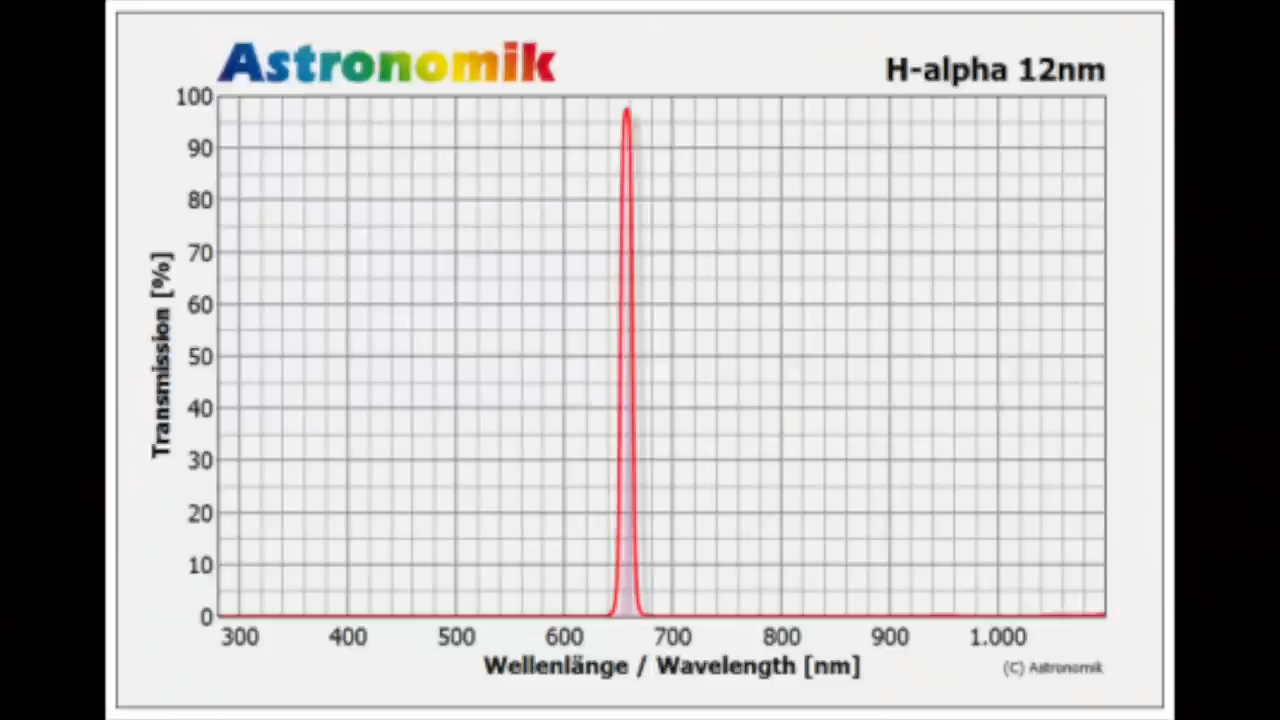 Astronomik
H-alpha 12nm
100
90
80
70
60
50
40
30
20
10
0
Transmission [%]
300 400 500 600 700 800 900 1.000
Wellenlänge / Wavelength [nm]
(C) Astronomik